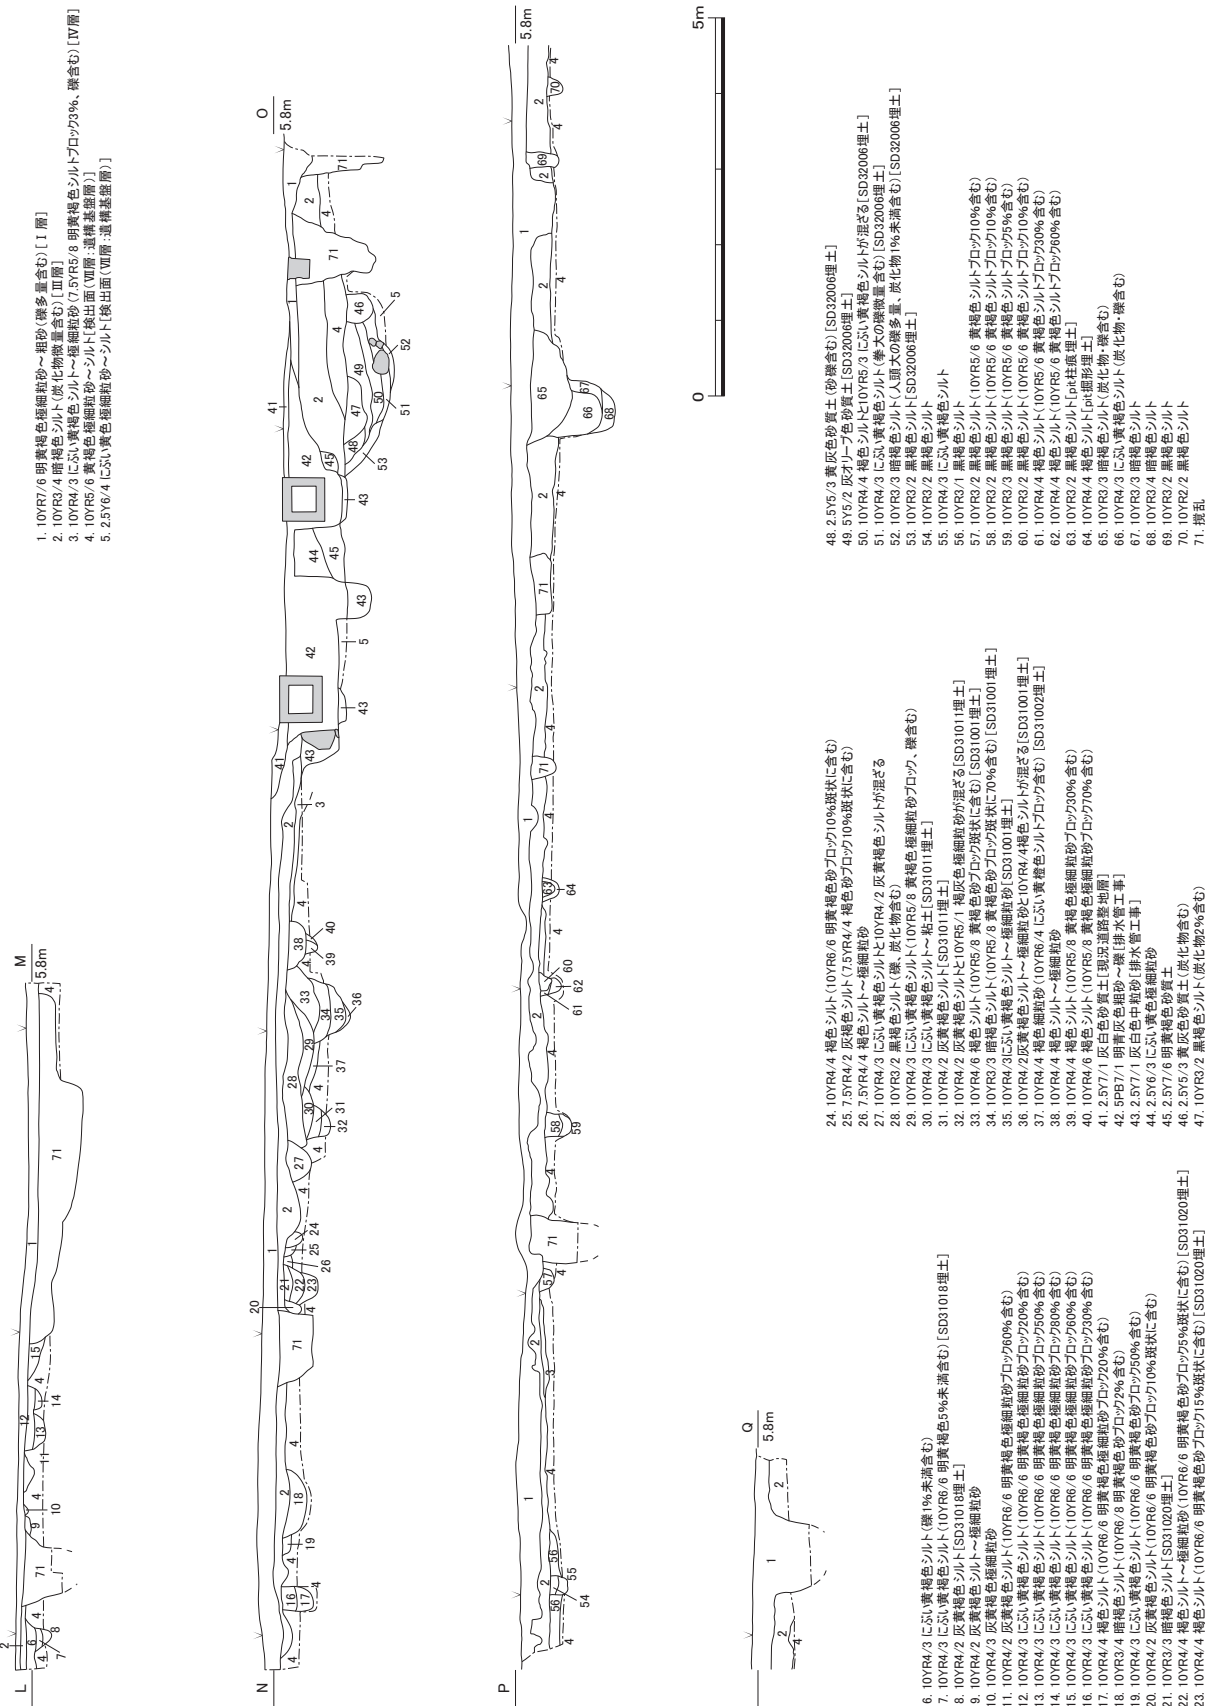 L
M
5.8m
N
O
5.8m
P
5.8m
Q
5.8m
0
5m
1. 10YR7/6 明黄褐色極細粒砂～粗砂(礫多量含む)[Ⅰ層]
2. 10YR3/4 暗褐色シルト(炭化物微量含む)[Ⅲ層]
3. 10YR4/3 にぶい黄褐色シルト～極細粒砂(7.5YR5/8 明黄褐色シルトブロック3%、礫含む)[Ⅳ層]
4. 10YR5/6 黄褐色極細粒砂～シルト[検出面(Ⅶ層:遺構基盤層)]
5. 2.5Y6/4 にぶい黄色極細粒砂～シルト[検出面(Ⅶ層:遺構基盤層)]
6. 10YR4/3 にぶい黄褐色シルト(礫1%未満含む)
7. 10YR4/3 にぶい黄褐色シルト(10YR6/6 明黄褐色5%未満含む)[SD31018埋土]
8. 10YR4/2 灰黄褐色シルト[SD31018埋土]
9. 10YR4/2 灰黄褐色シルト～極細粒砂
10. 10YR4/3 灰黄褐色極細粒砂
11. 10YR4/2 灰黄褐色シルト(10YR6/6 明黄褐色極細粒砂ブロック60%含む)
12. 10YR4/3 にぶい黄褐色シルト(10YR6/6 明黄褐色極細粒砂ブロック20%含む)
13. 10YR4/3 にぶい黄褐色シルト(10YR6/6 明黄褐色極細粒砂ブロック50%含む)
14. 10YR4/3 にぶい黄褐色シルト(10YR6/6 明黄褐色極細粒砂ブロック80%含む)
15. 10YR4/3 にぶい黄褐色シルト(10YR6/6 明黄褐色極細粒砂ブロック60%含む)
16. 10YR4/3 にぶい黄褐色シルト(10YR6/6 明黄褐色極細粒砂ブロック30%含む)
17. 10YR4/4 褐色シルト(10YR6/6 明黄褐色極細粒砂ブロック20%含む)
18. 10YR3/4 暗褐色シルト(10YR6/8 明黄褐色砂ブロック2%含む)
19. 10YR4/3 にぶい黄褐色シルト(10YR6/6 明黄褐色砂ブロック50%含む)
20. 10YR4/2 灰黄褐色シルト(10YR6/6 明黄褐色砂ブロック10%斑状に含む)
21. 10YR3/3 暗褐色シルト[SD31020埋土]
22. 10YR4/4 褐色シルト～極細粒砂(10YR6/6 明黄褐色砂ブロック5%斑状に含む)[SD31020埋土]
23. 10YR4/4 褐色シルト(10YR6/6 明黄褐色砂ブロック15%斑状に含む)[SD31020埋土]
24. 10YR4/4 褐色シルト(10YR6/6 明黄褐色砂ブロック10%斑状に含む)
25. 7.5YR4/2 灰褐色シルト(7.5YR4/4 褐色砂ブロック10%斑状に含む)
26. 7.5YR4/4 褐色シルト～極細粒砂
27. 10YR4/3 にぶい黄褐色シルトと10YR4/2 灰黄褐色シルトが混ざる
28. 10YR3/2 黒褐色シルト(礫、炭化物含む)
29. 10YR4/3 にぶい黄褐色シルト(10YR5/8 黄褐色極細粒砂ブロック、礫含む)
30. 10YR4/3 にぶい黄褐色シルト～粘土[SD31011埋土]
31. 10YR4/2 灰黄褐色シルト[SD31011埋土]
32. 10YR4/2 灰黄褐色シルトと10YR5/1 褐灰色極細粒砂が混ざる[SD31011埋土]
33. 10YR4/6 褐色シルト(10YR5/8 黄褐色砂ブロック斑状に含む)[SD31001埋土]
34. 10YR3/3 暗褐色シルト(10YR5/8 黄褐色砂ブロック斑状に70%含む)[SD31001埋土]
35. 10YR4/3にぶい黄褐色シルト～極細粒砂[SD31001埋土]
36. 10YR4/2灰黄褐色シルト～極細粒砂と10YR4/4褐色シルトが混ざる[SD31001埋土]
37. 10YR4/4 褐色細粒砂(10YR6/4 にぶい黄橙色シルトブロック含む)[SD31002埋土]
38. 10YR4/4 褐色シルト～極細粒砂
39. 10YR4/4 褐色シルト(10YR5/8 黄褐色極細粒砂ブロック30%含む)
40. 10YR4/6 褐色シルト(10YR5/8 黄褐色極細粒砂ブロック70%含む)
41. 2.5Y7/1 灰白色砂質土[現況道路整地層]
42. 5PB7/1 明青灰色粗砂～礫[排水管工事]
43. 2.5Y7/1 灰白色中粒砂[排水管工事]
44. 2.5Y6/3 にぶい黄色極細粒砂
45. 2.5Y7/6 明黄褐色砂質土
46. 2.5Y5/3 黄灰色砂質土(炭化物含む)
47. 10YR3/2 黒褐色シルト(炭化物2%含む)
48. 2.5Y5/3 黄灰色砂質土(砂礫含む)[SD32006埋土]
49. 5Y5/2 灰オリーブ色砂質土[SD32006埋土]
50. 10YR4/4 褐色シルトと10YR5/3 にぶい黄褐色シルトが混ざる[SD32006埋土]
51. 10YR4/3 にぶい黄褐色シルト(拳大の礫微量含む)[SD32006埋土]
52. 10YR3/3 暗褐色シルト(人頭大の礫多量、炭化物1%未満含む)[SD32006埋土]
53. 10YR3/2 黒褐色シルト[SD32006埋土]
54. 10YR3/2 黒褐色シルト
55. 10YR4/3 にぶい黄褐色シルト
56. 10YR3/1 黒褐色シルト
57. 10YR3/2 黒褐色シルト(10YR5/6 黄褐色シルトブロック10%含む)
58. 10YR3/2 黒褐色シルト(10YR5/6 黄褐色シルトブロック10%含む)
59. 10YR3/3 黒褐色シルト(10YR5/6 黄褐色シルトブロック5%含む)
60. 10YR3/2 黒褐色シルト(10YR5/6 黄褐色シルトブロック10%含む)
61. 10YR4/4 褐色シルト(10YR5/6 黄褐色シルトブロック30%含む)
62. 10YR4/4 褐色シルト(10YR5/6 黄褐色シルトブロック60%含む)
63. 10YR3/2 黒褐色シルト[pit柱痕埋土]
64. 10YR4/4 褐色シルト[pit掘形埋土]
65. 10YR3/3 暗褐色シルト(炭化物・礫含む)
66. 10YR4/3 にぶい黄褐色シルト(炭化物・礫含む)
67. 10YR3/3 暗褐色シルト
68. 10YR3/4 暗褐色シルト
69. 10YR3/2 黒褐色シルト
70. 10YR2/2 黒褐色シルト
71. 撹乱